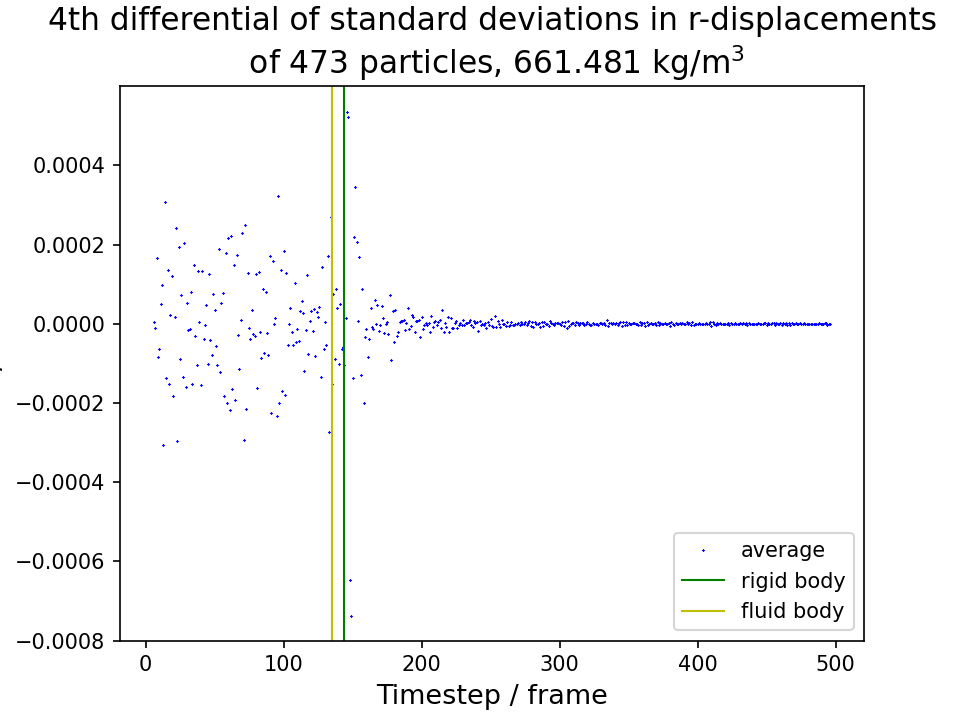 4th differential of standard deviations in r-displacements
of 473 particles, 661.481 kg/m³
0.0004
0.0002
0.0000
−0.0002
−0.0004
−0.0006
−0.0008
average
rigid body
fluid body
0 100 200 300 400 500
Timestep / frame